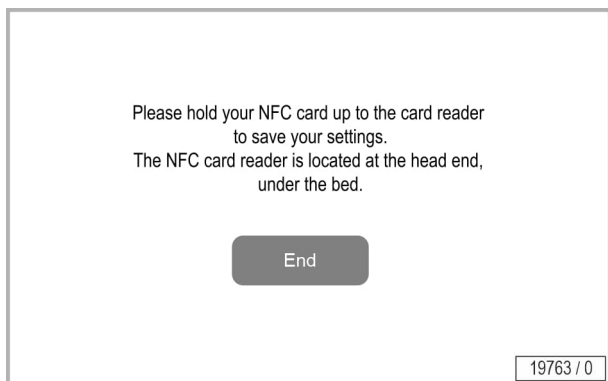 Please hold your NFC card up to the card reader
to save your settings.
The NFC card reader is located at the head end,
under the bed.
End
19763 / 0